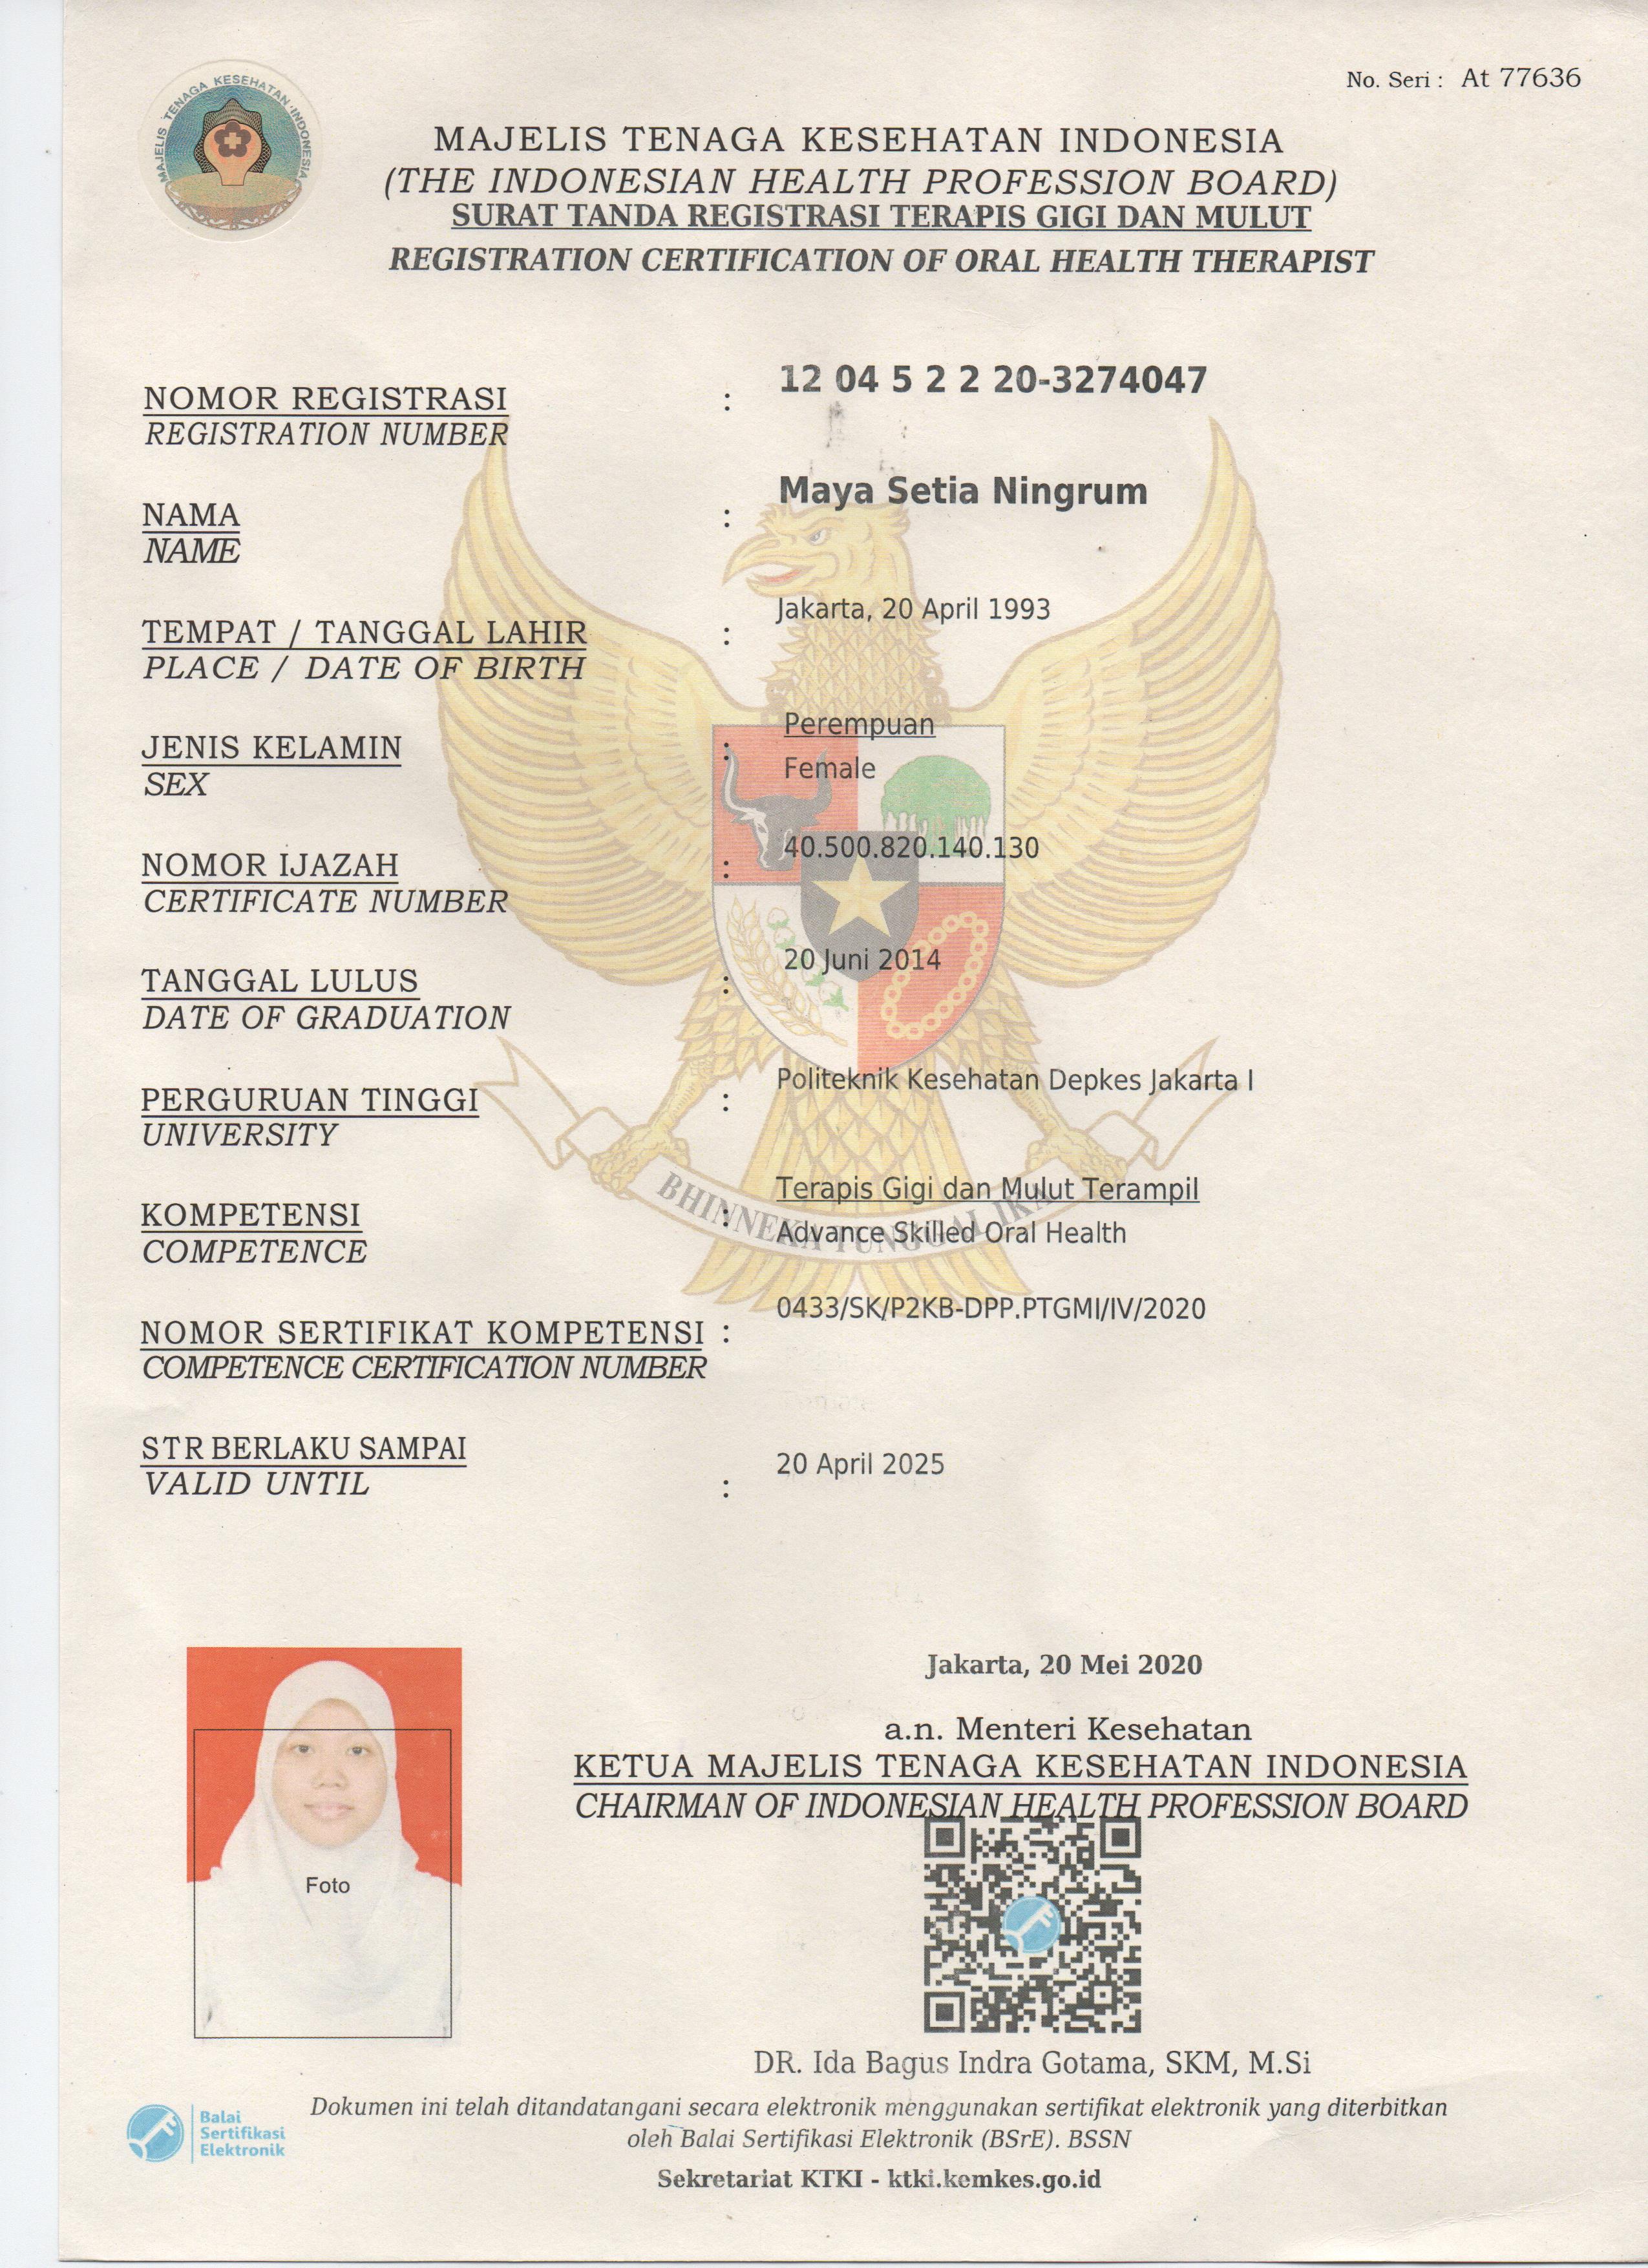 No. Seri : At 77636
MAJELIS TENAGA KESEHATAN INDONESIA
MAJELIS TENAGA KESEHATAN INDONESIA
(THE INDONESIAN HEALTH PROFESSION BOARD)
SURAT TANDA REGISTRASI TERAPIS GIGI DAN MULUT
REGISTRATION CERTIFICATION OF ORAL HEALTH THERAPIST
NOMOR REGISTRASI : 12 04 5 2 2 20-3274047
REGISTRATION NUMBER
NAMA : Maya Setia Ningrum
NAME
TEMPAT / TANGGAL LAHIR : Jakarta, 20 April 1993
PLACE / DATE OF BIRTH
JENIS KELAMIN : Perempuan
SEX Female
NOMOR IJAZAH : 40.500.820.140.130
CERTIFICATE NUMBER
TANGGAL LULUS : 20 Juni 2014
DATE OF GRADUATION
PERGURUAN TINGGI : Politeknik Kesehatan Depkes Jakarta I
UNIVERSITY
KOMPETENSI : Terapis Gigi dan Mulut Terampil
COMPETENCE Advance Skilled Oral Health
BHINNEKA TUNGGAL IKA
NOMOR SERTIFIKAT KOMPETENSI : 0433/SK/P2KB-DPP.PTGMI/IV/2020
COMPETENCE CERTIFICATION NUMBER
STR BERLAKU SAMPAI : 20 April 2025
VALID UNTIL
Jakarta, 20 Mei 2020
a.n. Menteri Kesehatan
KETUA MAJELIS TENAGA KESEHATAN INDONESIA
CHAIRMAN OF INDONESIAN HEALTH PROFESSION BOARD
Foto
DR. Ida Bagus Indra Gotama, SKM, M.Si
Balai
Sertifikasi
Elektronik
Dokumen ini telah ditandatangani secara elektronik menggunakan sertifikat elektronik yang diterbitkan
oleh Balai Sertifikasi Elektronik (BSrE). BSSN
Sekretariat KTKI - ktki.kemkes.go.id